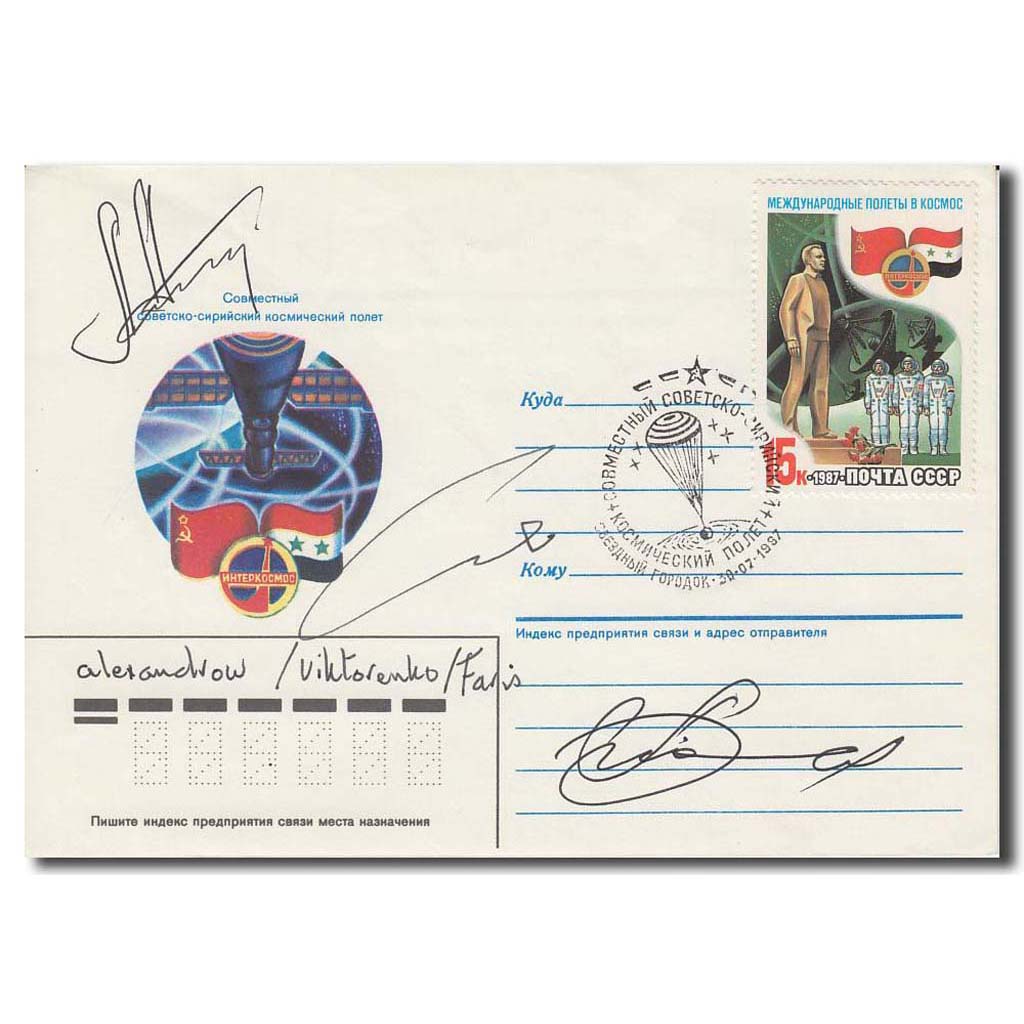 МЕЖДУНАРОДНЫЕ ПОЛЕТЫ В КОСМОС
ИНТЕРКОСМОС
5к •1987• ПОЧТА СССР
Совместный
советско-сирийский космический полет
ИНТЕРКОСМОС
Куда
СОВМЕСТНЫЙ СОВЕТСКО-СИРИЙСКИЙ
КОСМИЧЕСКИЙ ПОЛЕТ
ЗВЕЗДНЫЙ ГОРОДОК • 30-07-1987
Кому
Индекс предприятия связи и адрес отправителя
alexandrow /Viktorenko/Faris
Пишите индекс предприятия связи места назначения